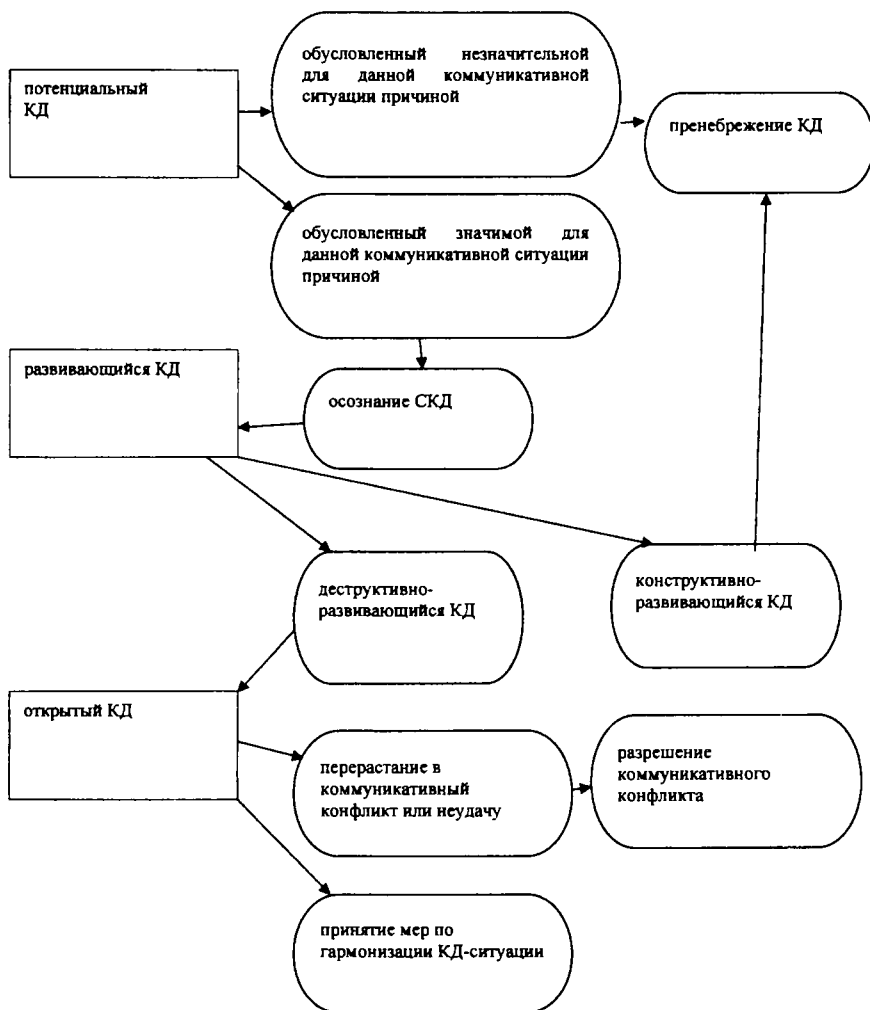 потенциальный
КД
обусловленный незначительной
для данной коммуникативной
ситуации причиной
пренебрежение КД
обусловленный значимой для
данной коммуникативной ситуации
причиной
развивающийся КД
осознание СКД
деструктивно-
развивающийся КД
конструктивно-
развивающийся КД
открытый КД
перерастание в
коммуникативный
конфликт или неудачу
разрешение
коммуникативного
конфликта
принятие мер по
гармонизации КД-ситуации